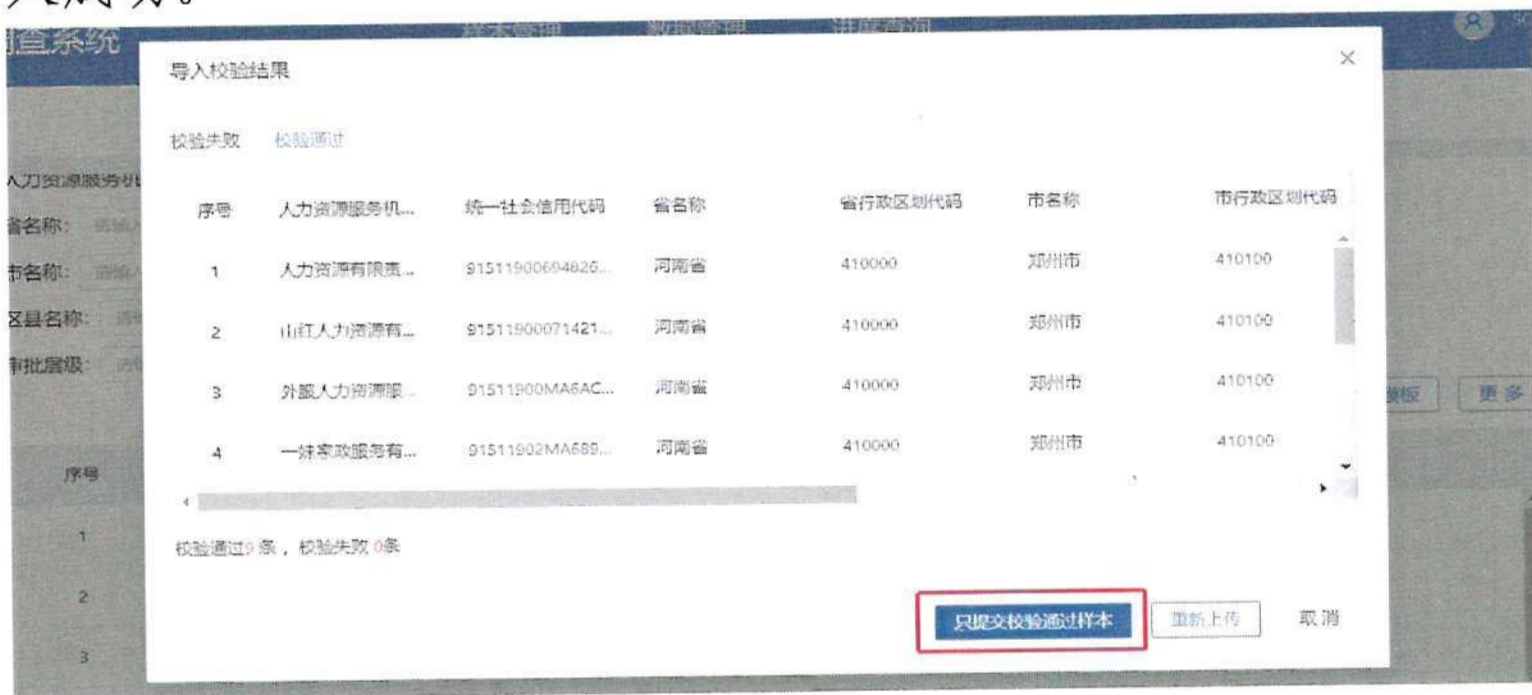 入成功。
调查系统 样本管理 数据管理 进度查询
导入校验结果
校验失败 校验通过
人力资源服务机
省名称：
市名称：
区县名称：
审批层级：
序号 人力资源服务机... 统一社会信用代码 省名称 省行政区划代码 市名称 市行政区划代码
1 人力资源有限责... 91511900694826... 河南省 410000 郑州市 410100
2 山红人力资源有... 91511900071421... 河南省 410000 郑州市 410100
3 外服人力资源服... 91511900MA6AC... 河南省 410000 郑州市 410100
4 一妹家政服务有... 91511902MA689... 河南省 410000 郑州市 410100
模板 更多
序号
1
2
3
校验通过9条，校验失败0条
只提交校验通过样本 重新上传 取消